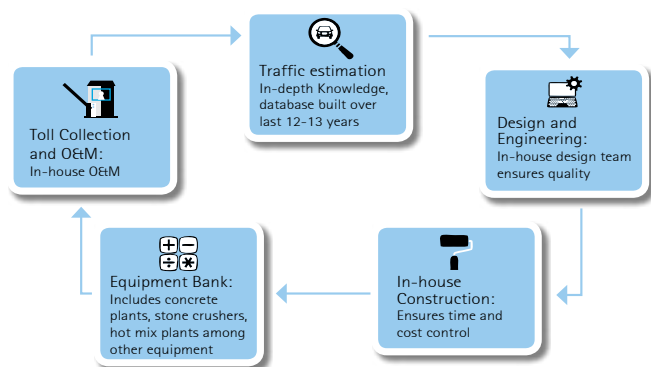 Traffic estimation
In-depth Knowledge,
database built over
last 12-13 years
Design and
Engineering:
In-house design team
ensures quality
In-house
Construction:
Ensures time and
cost control
Equipment Bank:
Includes concrete
plants, stone crushers,
hot mix plants among
other equipment
Toll Collection
and O&M:
In-house O&M